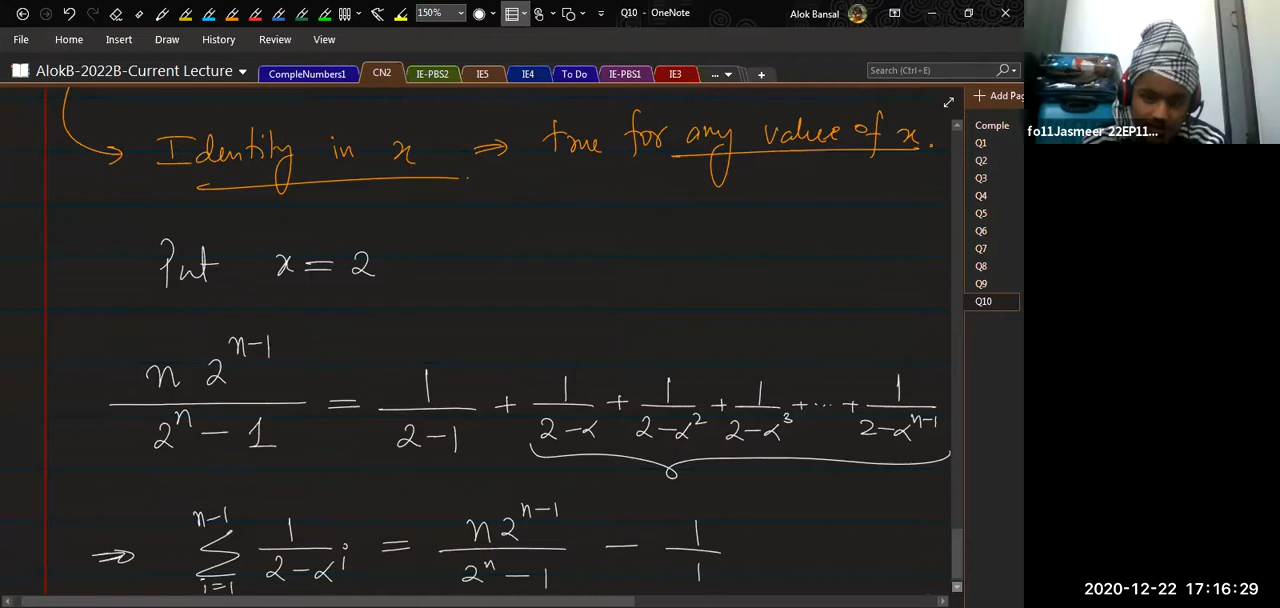 150% Q10 - OneNote Alok Bansal
File Home Insert Draw History Review View
AlokB-2022B-Current Lecture CompleNumbers1 CN2 IE-PBS2 IE5 IE4 To Do IE-PBS1 IE3 ... + Search (Ctrl+E)
+ Add Pag
Comple
Q1
Q2
Q3
Q4
Q5
Q6
Q7
Q8
Q9
Q10
fo11Jasmeer 22EP11...
Identity in x ⇒ true for any value of x.
Put x = 2
n 2^{n-1} / (2^n - 1) = 1/(2-1) + 1/(2-α) + 1/(2-α^2) + 1/(2-α^3) + ... + 1/(2-α^{n-1})
⇒ ∑_{i=1}^{n-1} 1/(2-α^i) = n2^{n-1} / (2^n - 1) - 1/1
2020-12-22 17:16:29